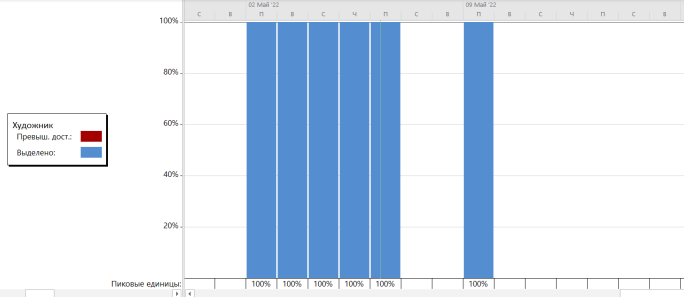 02 Май '22 09 Май '22
С В П В С Ч П С В П В С Ч П С В
100%
80%
60%
40%
20%
Художник
Превыш. дост.:
Выделено:
Пиковые единицы: 100% 100% 100% 100% 100% 100%